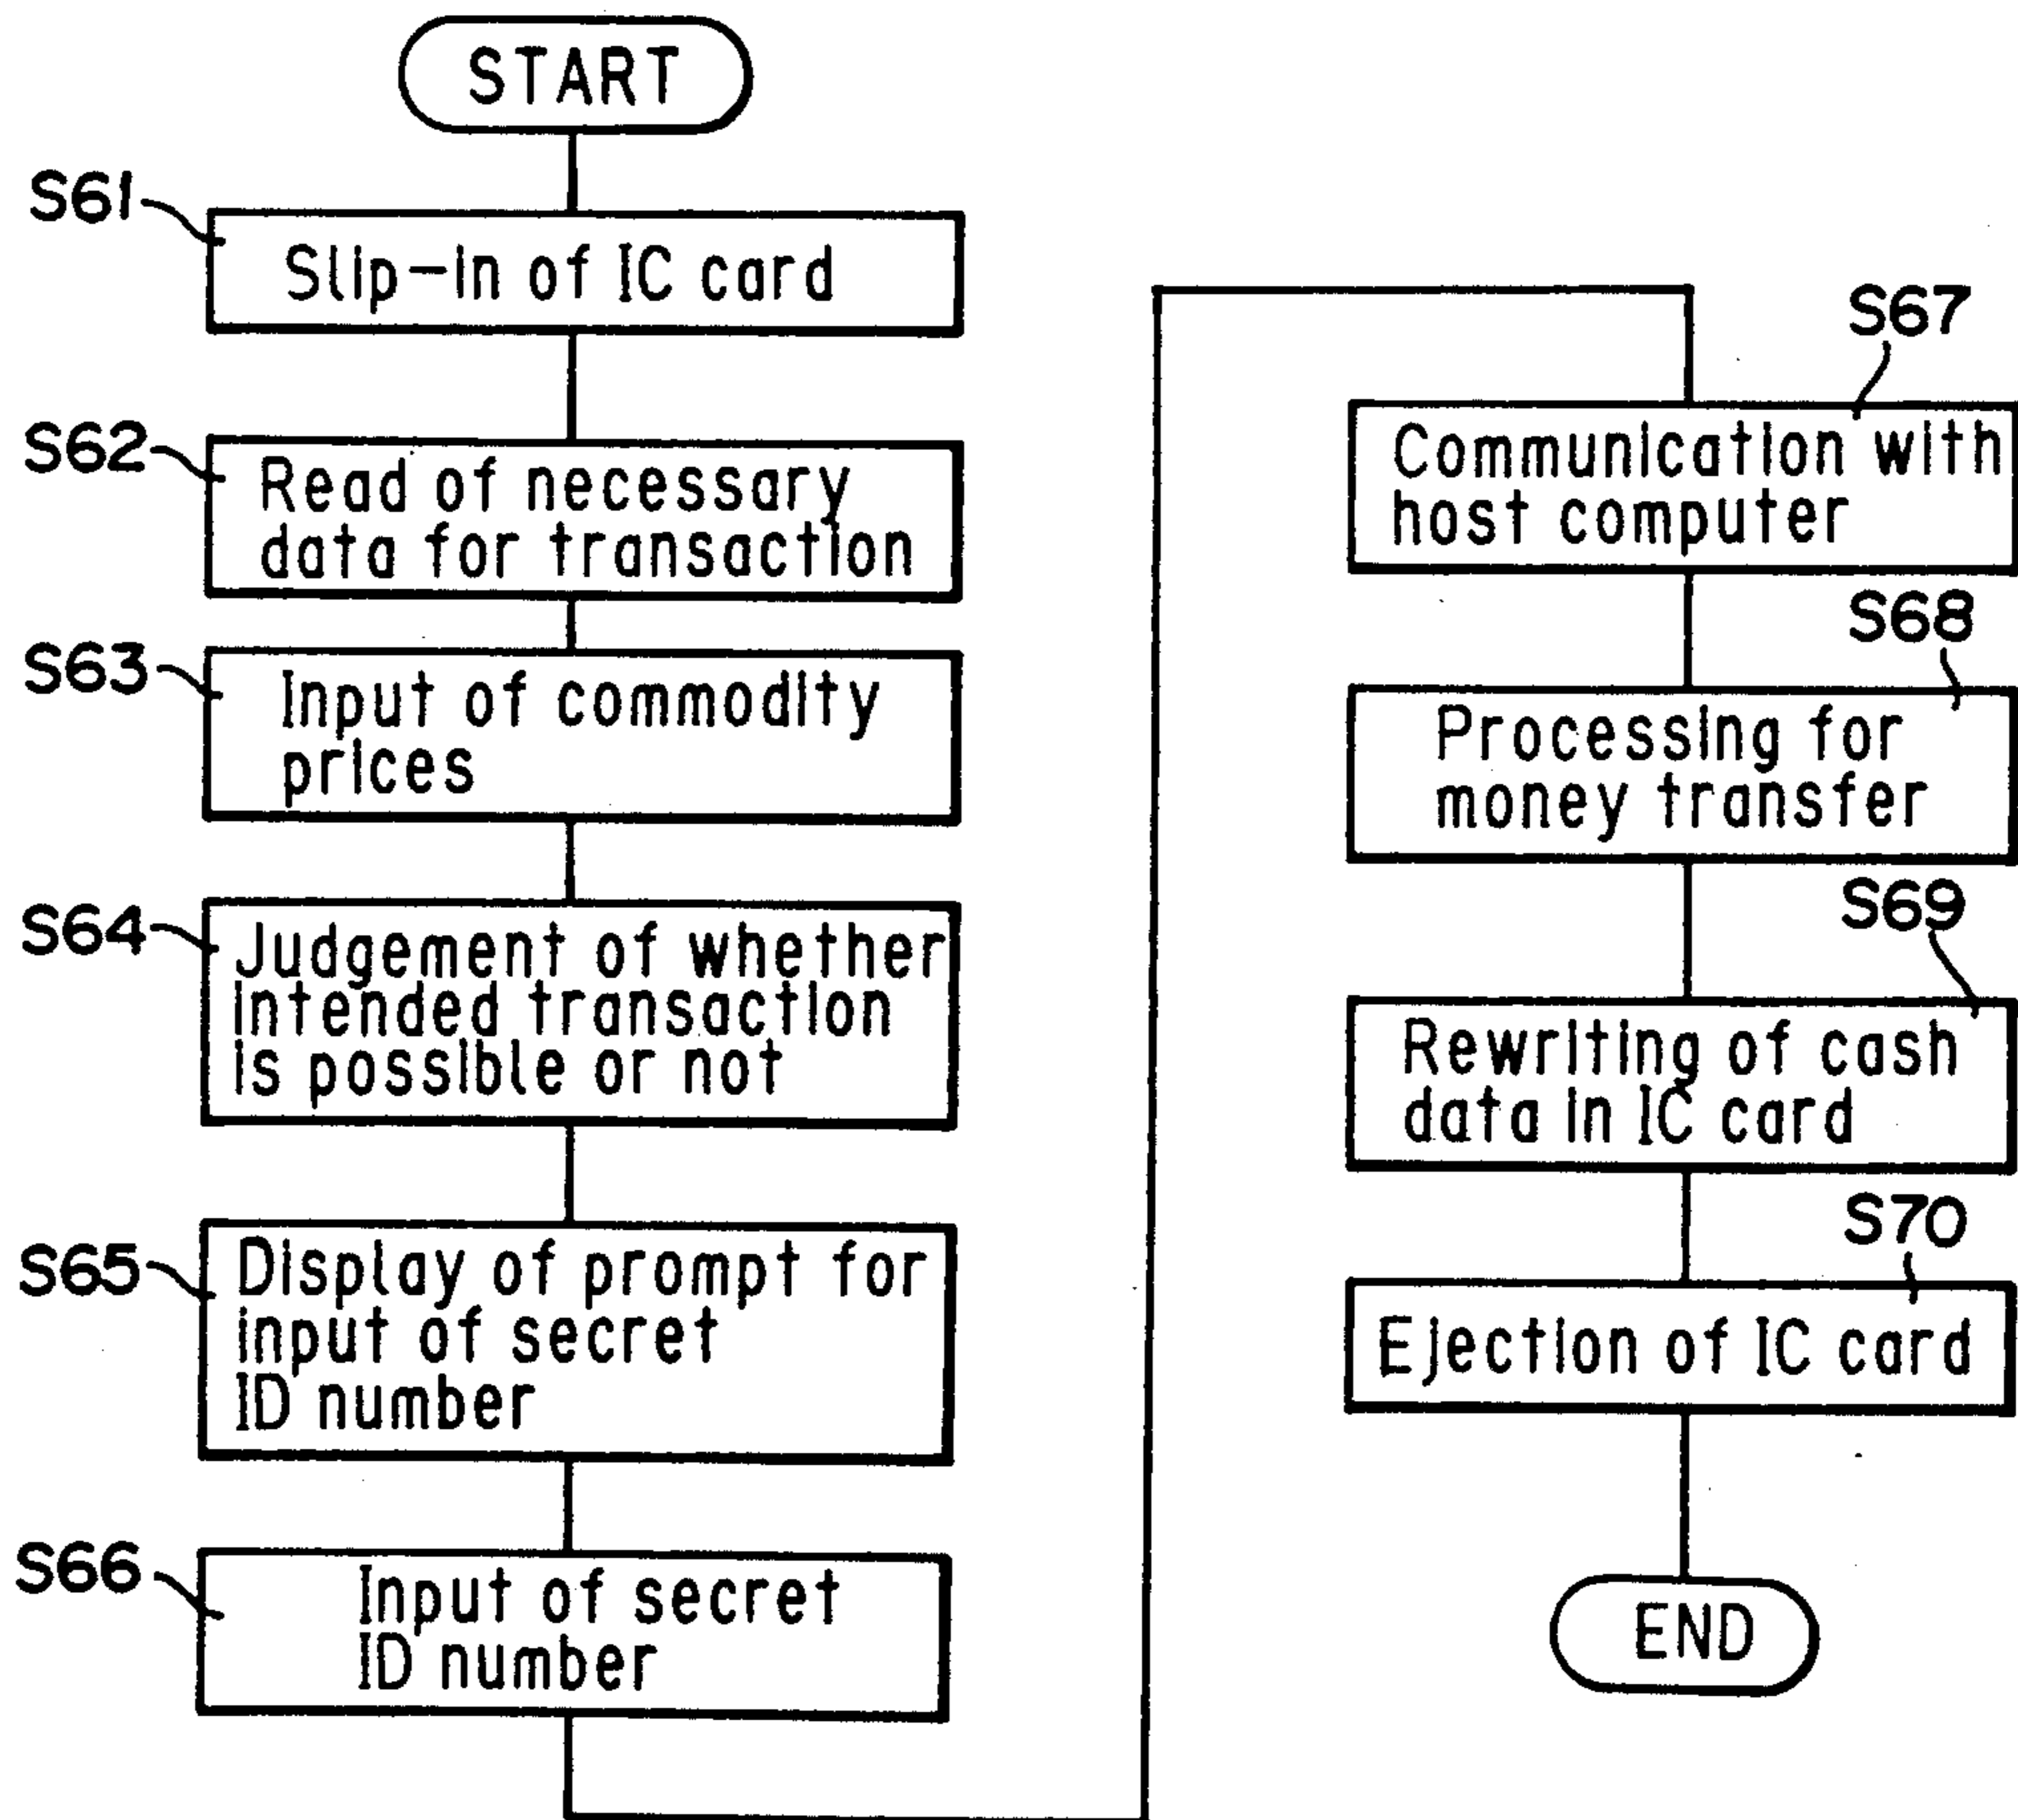 START
S61
Slip-in of IC card
S62
Read of necessary
data for transaction
S63
Input of commodity
prices
S64
Judgement of whether
intended transaction
is possible or not
S65
Display of prompt for
input of secret
ID number
S66
Input of secret
ID number
S67
Communication with
host computer
S68
Processing for
money transfer
S69
Rewriting of cash
data in IC card
S70
Ejection of IC card
END